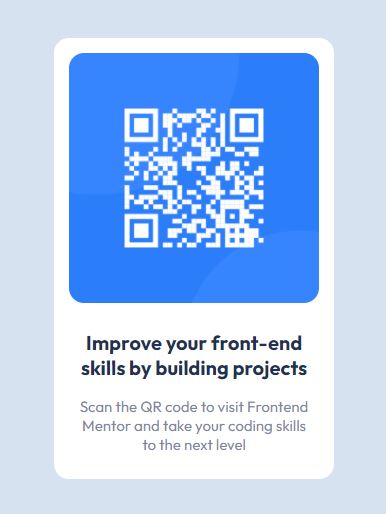 Improve your front-end
skills by building projects
Scan the QR code to visit Frontend
Mentor and take your coding skills
to the next level